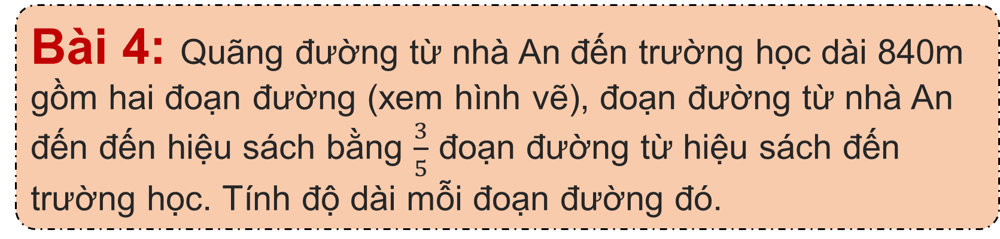 Bài 4: Quãng đường từ nhà An đến trường học dài 840m
gồm hai đoạn đường (xem hình vẽ), đoạn đường từ nhà An
đến đến hiệu sách bằng 3/5 đoạn đường từ hiệu sách đến
trường học. Tính độ dài mỗi đoạn đường đó.